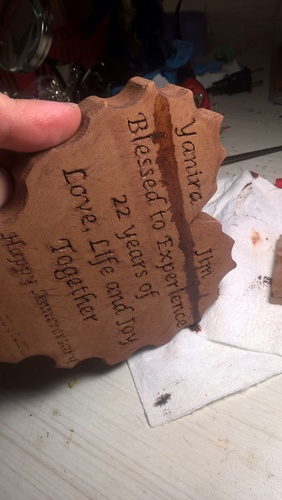 Yanira Jim
Blessed to Experience
22 Years of
Love, Life and Joy
Together
Happy Anniversary